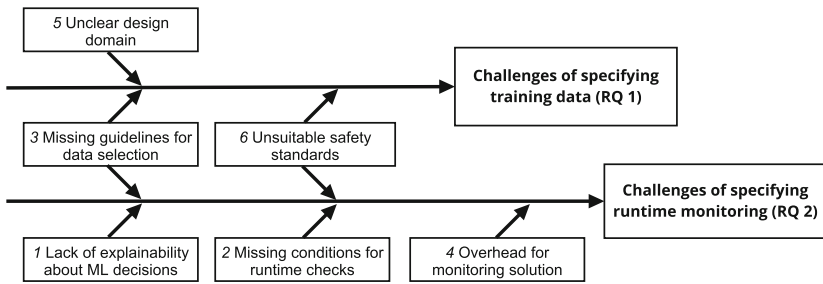 5 Unclear design
domain
Challenges of specifying
training data (RQ 1)
3 Missing guidelines for
data selection
6 Unsuitable safety
standards
Challenges of specifying
runtime monitoring (RQ 2)
1 Lack of explainability
about ML decisions
2 Missing conditions for
runtime checks
4 Overhead for
monitoring solution